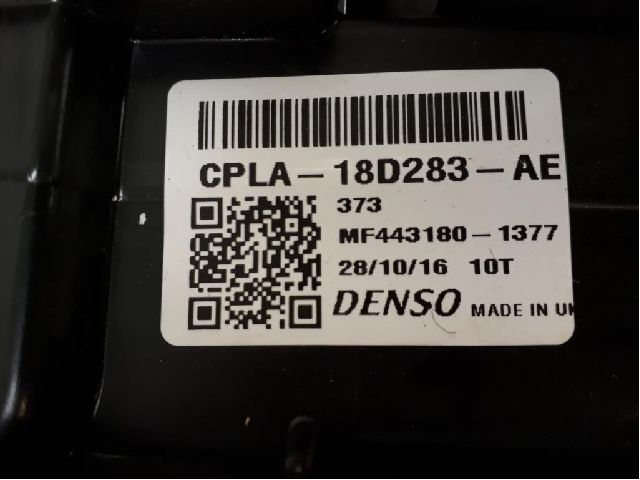 CPLA-18D283-AE
373
MF443180-1377
28/10/16 10T
DENSO MADE IN UK